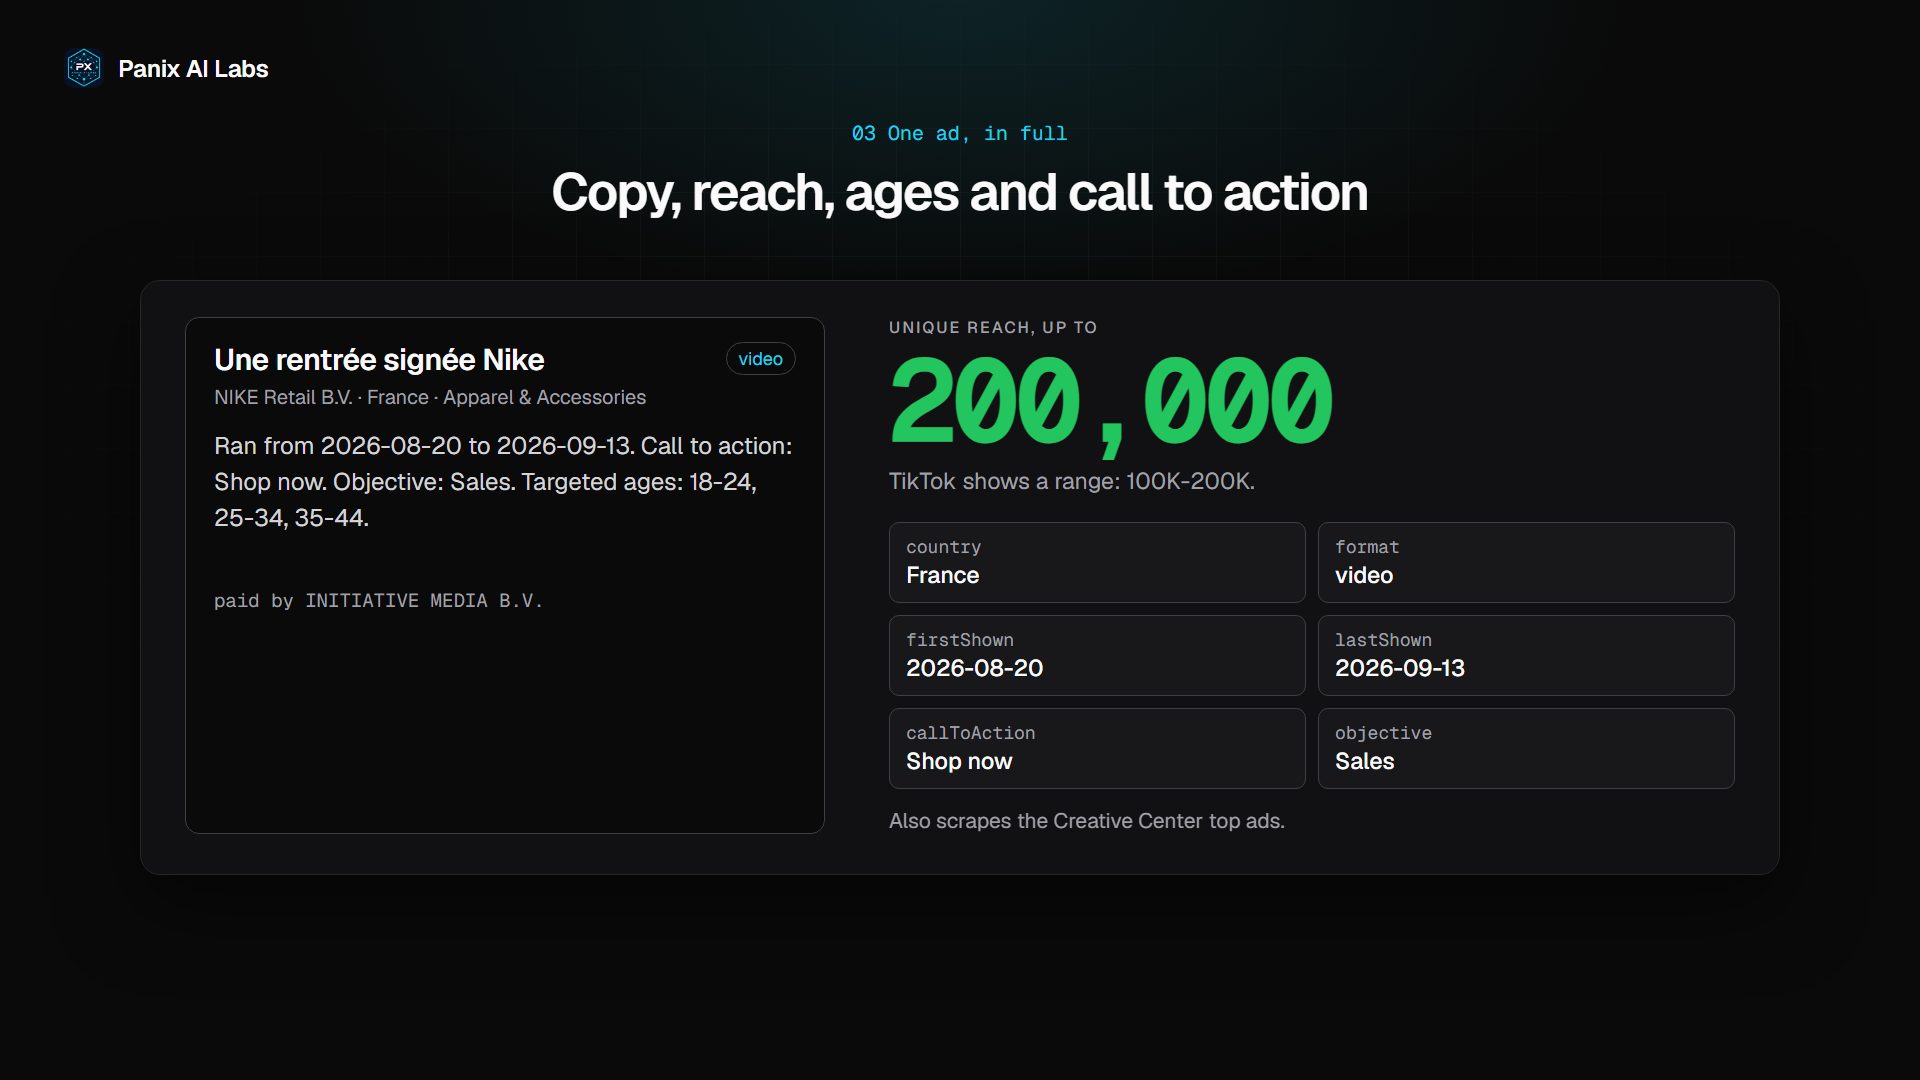 PX
Panix AI Labs
03 One ad, in full
Copy, reach, ages and call to action
Une rentrée signée Nike
video
NIKE Retail B.V. · France · Apparel & Accessories
Ran from 2026-08-20 to 2026-09-13. Call to action:
Shop now. Objective: Sales. Targeted ages: 18-24,
25-34, 35-44.
paid by INITIATIVE MEDIA B.V.
UNIQUE REACH, UP TO
200,000
TikTok shows a range: 100K-200K.
country
France
format
video
firstShown
2026-08-20
lastShown
2026-09-13
callToAction
Shop now
objective
Sales
Also scrapes the Creative Center top ads.